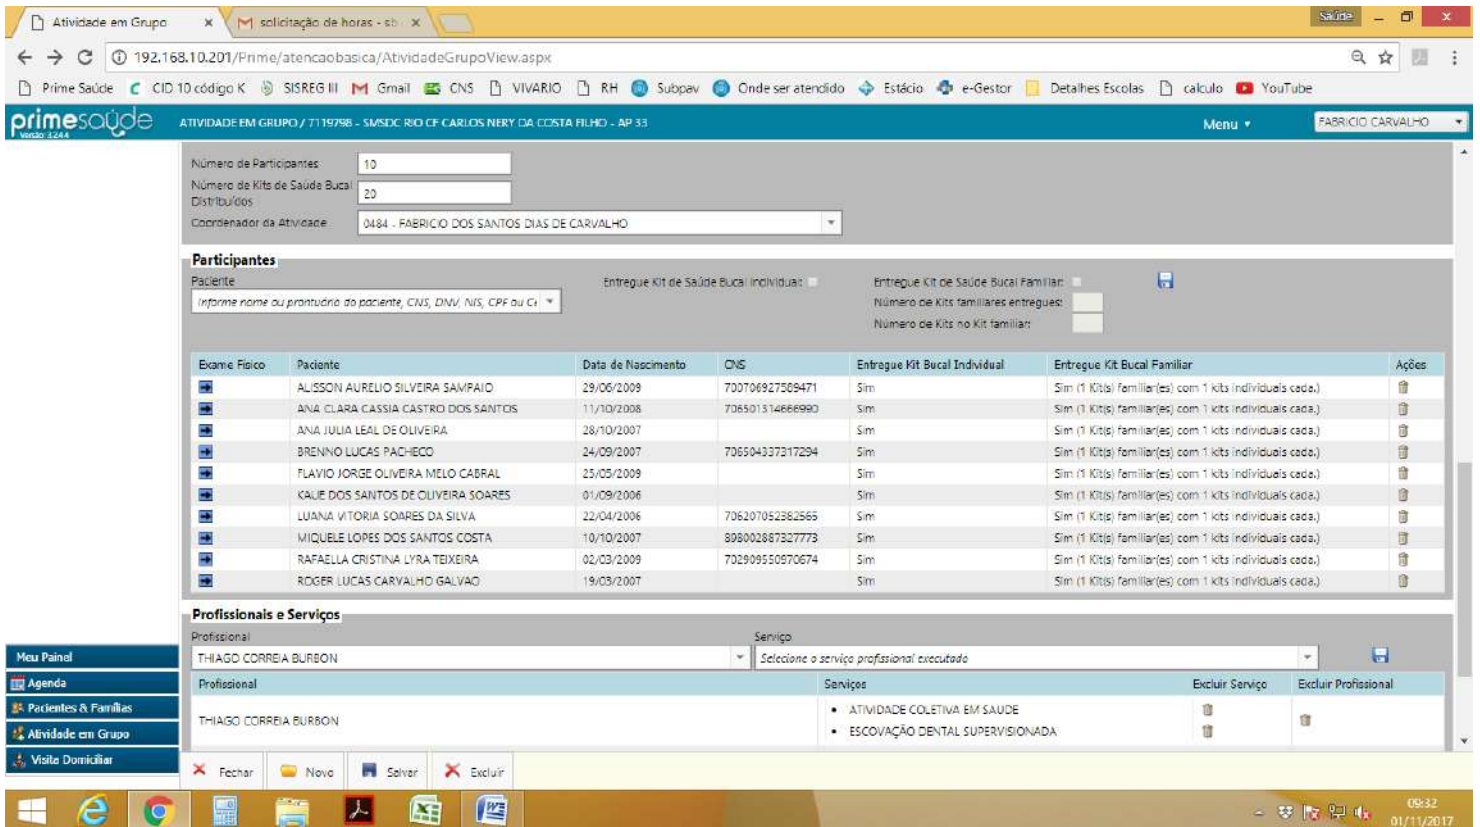 Atividade em Grupo
solicitação de horas - sb
Saúde
192.168.10.201/Prime/atencaobasica/AtividadeGrupoView.aspx
Prime Saúde CID 10 código K SISREG III Gmail CNS VIVARIO RH Subpav Onde ser atendido Estácio e-Gestor Detalhes Escolas calculo YouTube
primesaúde
Versão 3.24.4
ATIVIDADE EM GRUPO / 7119798 - SMSDC RIO CF CARLOS NERY DA COSTA FILHO - AP 33
Menu
FABRICIO CARVALHO
Número de Participantes 10
Número de Kits de Saúde Bucal
Distribuídos 20
Coordenador da Atividade 0484 - FABRICIO DOS SANTOS DIAS DE CARVALHO
Participantes
Paciente Entregue Kit de Saúde Bucal Individual: Entregue Kit de Saúde Bucal Familiar:
Informe nome ou prontuário do paciente, CNS, DNV, NIS, CPF ou Ce Número de Kits familiares entregues:
Número de Kits no Kit familiar:
Exame Físico Paciente Data de Nascimento CNS Entregue Kit Bucal Individual Entregue Kit Bucal Familiar Ações
ALISSON AURELIO SILVEIRA SAMPAIO 29/06/2009 700706927589471 Sim Sim (1 Kit(s) familiar(es) com 1 kits individuais cada.)
ANA CLARA CASSIA CASTRO DOS SANTOS 11/10/2008 706501314666990 Sim Sim (1 Kit(s) familiar(es) com 1 kits individuais cada.)
ANA JULIA LEAL DE OLIVEIRA 28/10/2007 Sim Sim (1 Kit(s) familiar(es) com 1 kits individuais cada.)
BRENNO LUCAS PACHECO 24/09/2007 706504337317294 Sim Sim (1 Kit(s) familiar(es) com 1 kits individuais cada.)
FLAVIO JORGE OLIVEIRA MELO CABRAL 25/05/2009 Sim Sim (1 Kit(s) familiar(es) com 1 kits individuais cada.)
KAUE DOS SANTOS DE OLIVEIRA SOARES 01/09/2006 Sim Sim (1 Kit(s) familiar(es) com 1 kits individuais cada.)
LUANA VITORIA SOARES DA SILVA 22/04/2006 706207052382565 Sim Sim (1 Kit(s) familiar(es) com 1 kits individuais cada.)
MIQUELE LOPES DOS SANTOS COSTA 10/10/2007 898002887327773 Sim Sim (1 Kit(s) familiar(es) com 1 kits individuais cada.)
RAFAELLA CRISTINA LYRA TEIXEIRA 02/03/2009 702909550970674 Sim Sim (1 Kit(s) familiar(es) com 1 kits individuais cada.)
ROGER LUCAS CARVALHO GALVAO 19/03/2007 Sim Sim (1 Kit(s) familiar(es) com 1 kits individuais cada.)
Profissionais e Serviços
Profissional Serviço
THIAGO CORREIA BURBON Selecione o serviço profissional executado
Profissional Serviços Excluir Serviço Excluir Profissional
THIAGO CORREIA BURBON
• ATIVIDADE COLETIVA EM SAUDE
• ESCOVAÇÃO DENTAL SUPERVISIONADA
Meu Painel
Agenda
Pacientes & Famílias
Atividade em Grupo
Visita Domiciliar
Fechar Novo Salvar Excluir
09:32
01/11/2017